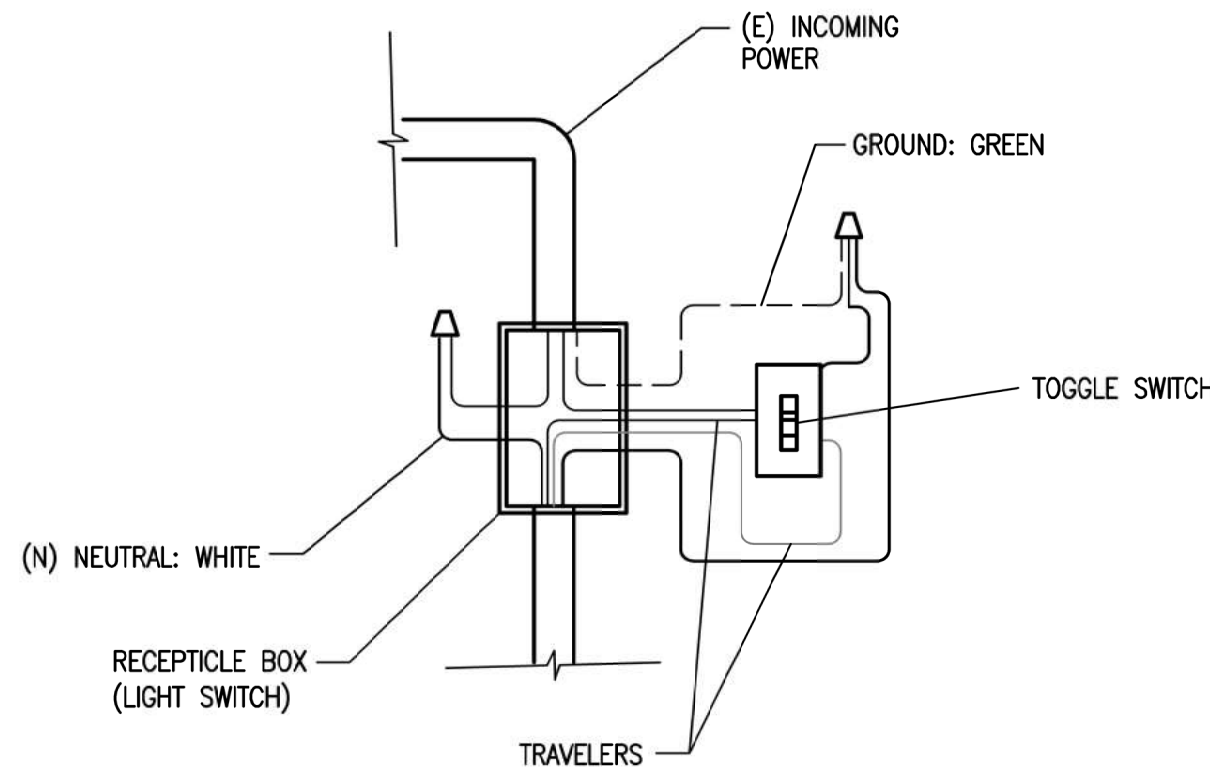 (E) INCOMING
POWER
GROUND: GREEN
TOGGLE SWITCH
(N) NEUTRAL: WHITE
RECEPTICLE BOX
(LIGHT SWITCH)
TRAVELERS